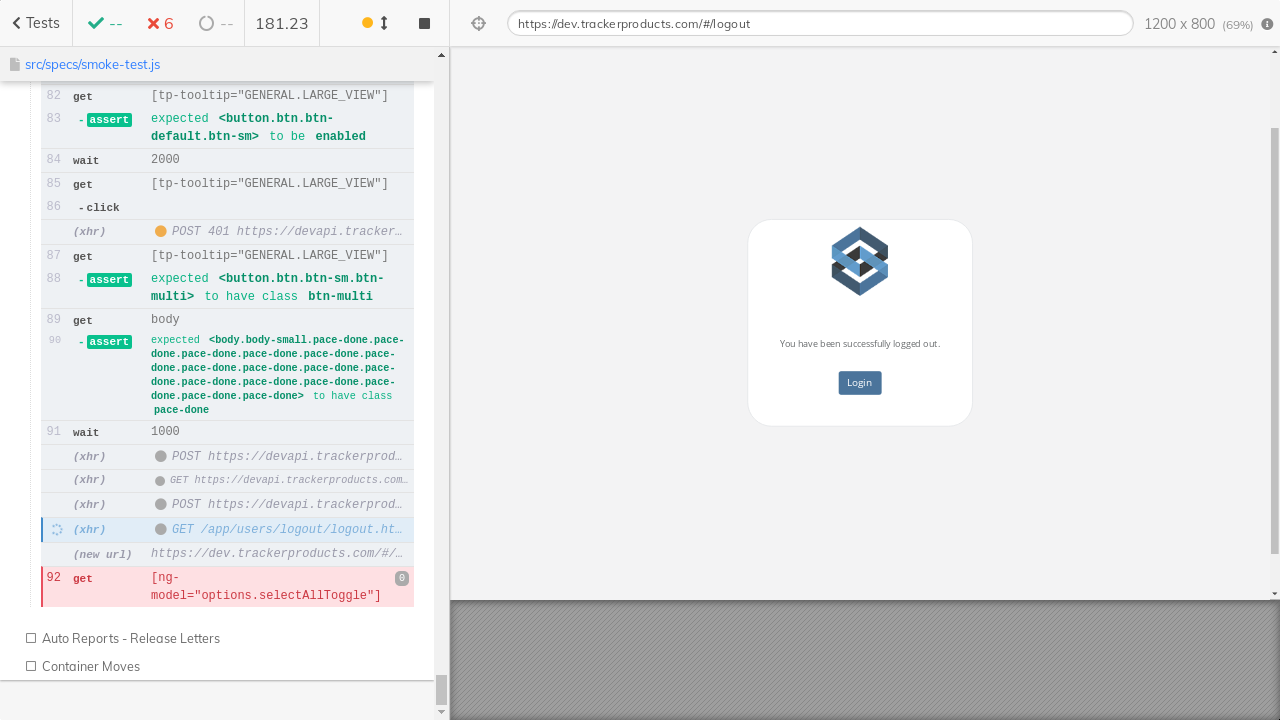 Tests
--
6
--
181.23
https://dev.trackerproducts.com/#/logout
1200 x 800 (69%)
src/specs/smoke-test.js
82 get [tp-tooltip="GENERAL.LARGE_VIEW"]
83 - assert expected <button.btn.btn-
default.btn-sm> to be enabled
84 wait 2000
85 get [tp-tooltip="GENERAL.LARGE_VIEW"]
86 - click
(xhr) POST 401 https://devapi.tracker...
87 get [tp-tooltip="GENERAL.LARGE_VIEW"]
88 - assert expected <button.btn.btn-sm.btn-
multi> to have class btn-multi
89 get body
90 - assert expected <body.body-small.pace-done.pace-
done.pace-done.pace-done.pace-done.pace-
done.pace-done.pace-done.pace-done.pace-
done.pace-done.pace-done.pace-done.pace-
done.pace-done.pace-done> to have class
pace-done
91 wait 1000
(xhr) POST https://devapi.trackerprod...
(xhr) GET https://devapi.trackerproducts.com...
(xhr) POST https://devapi.trackerprod...
(xhr) GET /app/users/logout/logout.ht...
(new url) https://dev.trackerproducts.com/#/...
92 get [ng-
model="options.selectAllToggle"] 0
Auto Reports - Release Letters
Container Moves
You have been successfully logged out.
Login